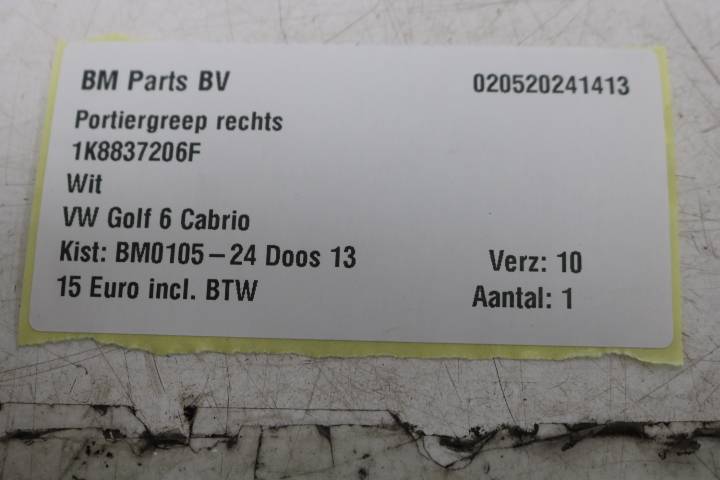 BM Parts BV 020520241413
Portiergreep rechts
1K8837206F
Wit
VW Golf 6 Cabrio
Kist: BM0105-24 Doos 13 Verz: 10
15 Euro incl. BTW Aantal: 1